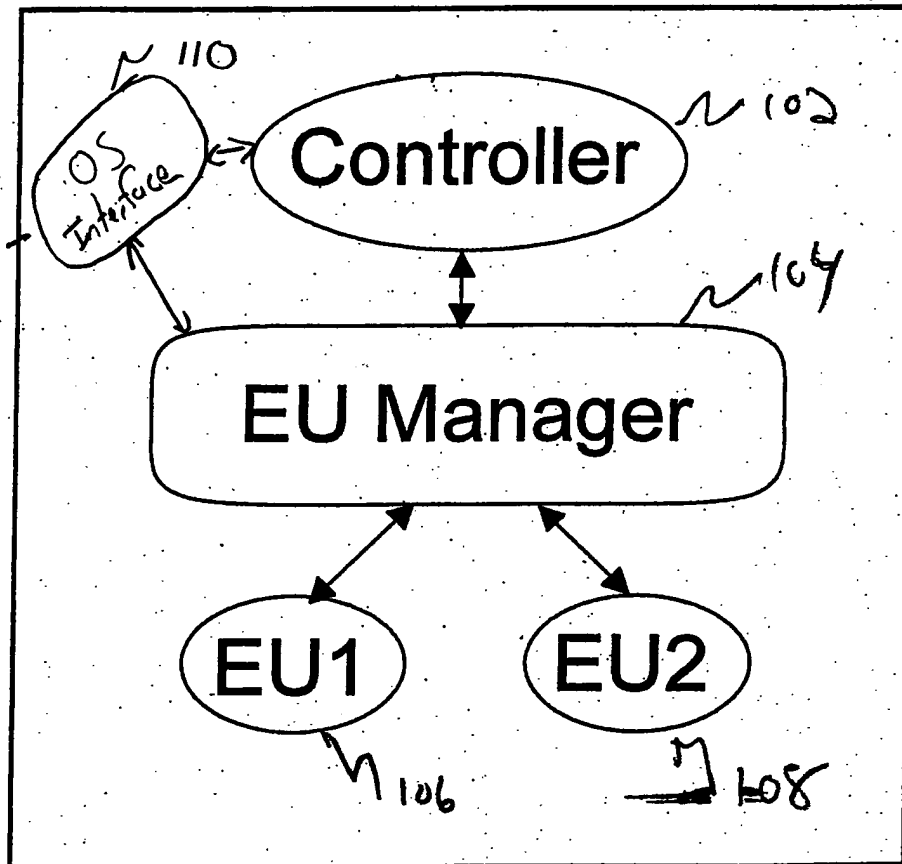 110
OS
Interface
Controller
102
104
EU Manager
EU1
EU2
106
108